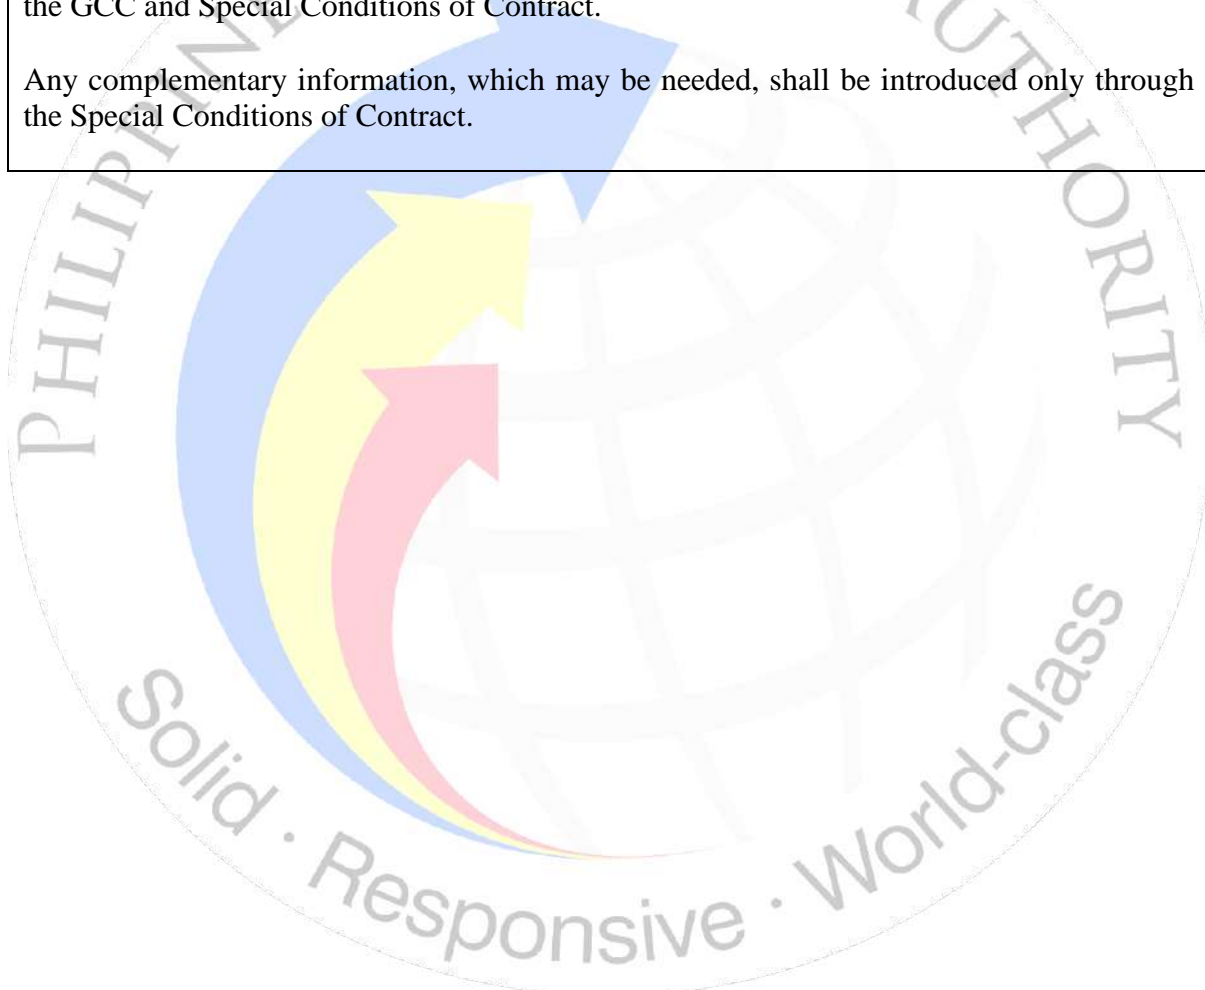 the GCC and Special Conditions of Contract.
Any complementary information, which may be needed, shall be introduced only through
the Special Conditions of Contract.
PHILIPPINE
AUTHORITY
Solid · Responsive · World-class